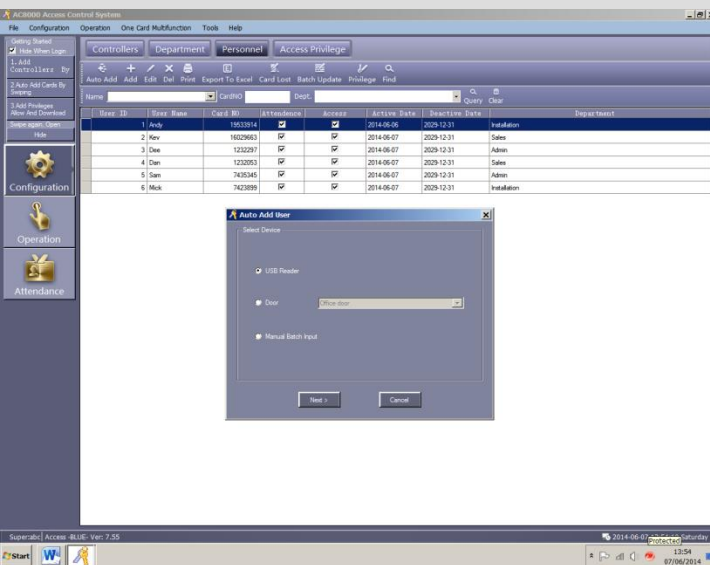 AC8000 Access Control System
File Configuration Operation One Card Multifunction Tools Help
Getting Started
Hide When Login
1.Add Controllers By
2 Auto Add Cards By Swiping
3 Add Privileges Allow And Download
Swipe again, Open
Hide
Configuration
Operation
Attendance
Controllers Department Personnel Access Privilege
Auto Add Add Edit Del Print Export To Excel Card Lost Batch Update Privilege Find
Name CardNO Dept. Query Clear
User ID User Name Card NO Attendence Access Active Date Deactive Date Department
1 Andy 19533914 2014-06-06 2029-12-31 Installation
2 Kev 16029663 2014-06-07 2029-12-31 Sales
3 Dee 1232297 2014-06-07 2029-12-31 Admin
4 Dan 1232053 2014-06-07 2029-12-31 Sales
5 Sam 7435345 2014-06-07 2029-12-31 Admin
6 Mick 7423899 2014-06-07 2029-12-31 Installation
Auto Add User
Select Device
USB Reader
Door Office door
Manual Batch Input
Next > Cancel
Super:abc Access -BLUE- Ver: 7.55 2014-06-07 Saturday
Protected
Start 13:54
07/06/2014